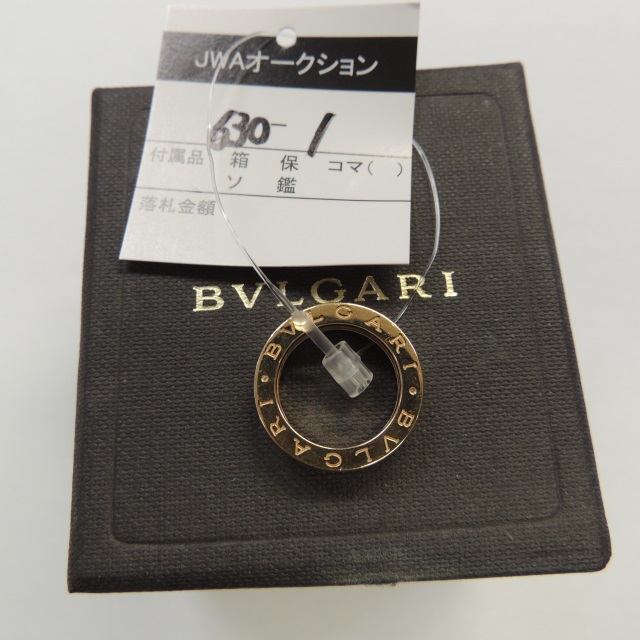 JWAオークション
630-1
付属品 箱 保 コマ( )
ソ 鑑
落札金額
BVLGARI
BVLGARI • BVLGARI •